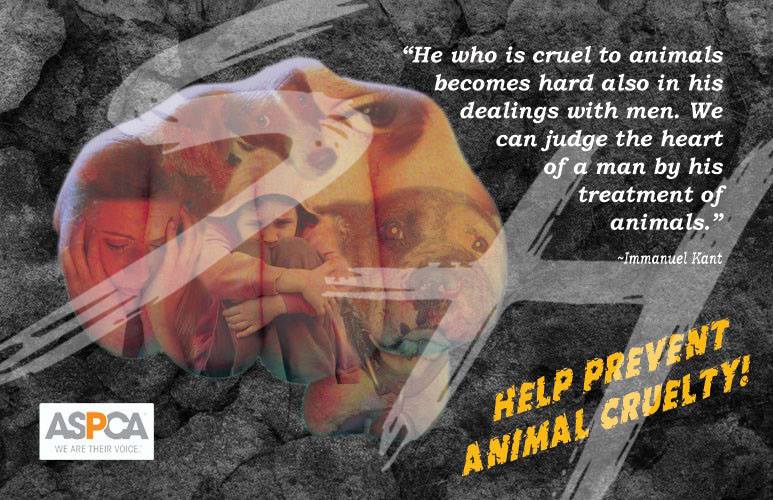 “He who is cruel to animals
becomes hard also in his
dealings with men. We
can judge the heart
of a man by his
treatment of
animals.”
~Immanuel Kant
HELP PREVENT
ANIMAL CRUELTY!
ASPCA
WE ARE THEIR VOICE.